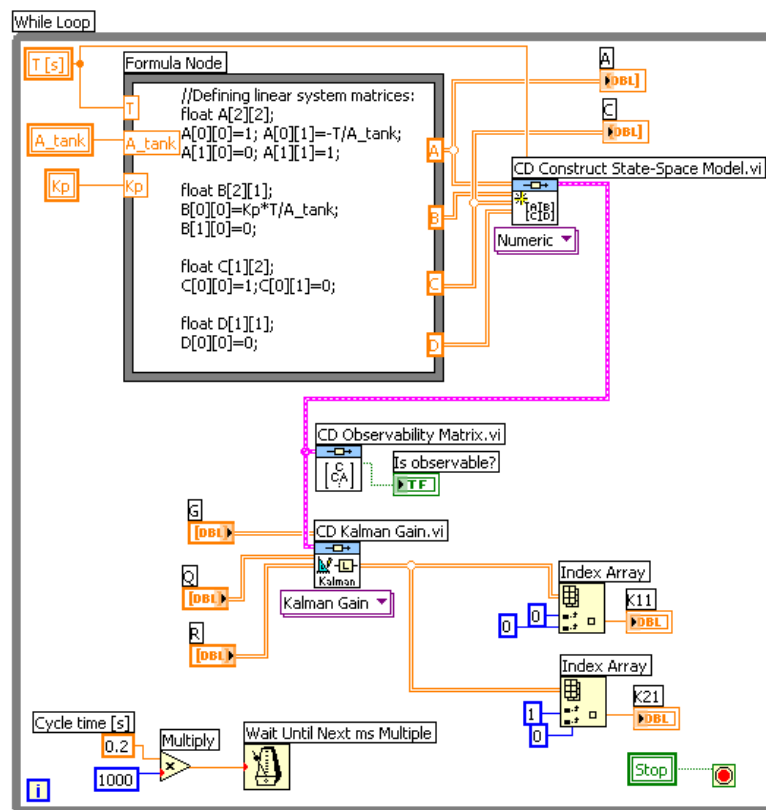 While Loop
T [s]
Formula Node
A
DBL]
T
//Defining linear system matrices:
float A[2][2];
A[0][0]=1; A[0][1]=-T/A_tank;
A[1][0]=0; A[1][1]=1;
C
DBL]
A_tank
A_tank
A
CD Construct State-Space Model.vi
Kp
Kp
float B[2][1];
B[0][0]=Kp*T/A_tank;
B[1][0]=0;
B
[A][B]
[C][D]
Numeric
float C[1][2];
C[0][0]=1;C[0][1]=0;
C
float D[1][1];
D[0][0]=0;
D
CD Observability Matrix.vi
C
CA
Is observable?
TF
G
[DBL
CD Kalman Gain.vi
L
Kalman
Q
[DBL
Kalman Gain
Index Array
K11
0
0
DBL
R
[DBL
Index Array
K21
1
0
DBL
Cycle time [s]
0.2
Multiply
x
Wait Until Next ms Multiple
1000
Stop
i